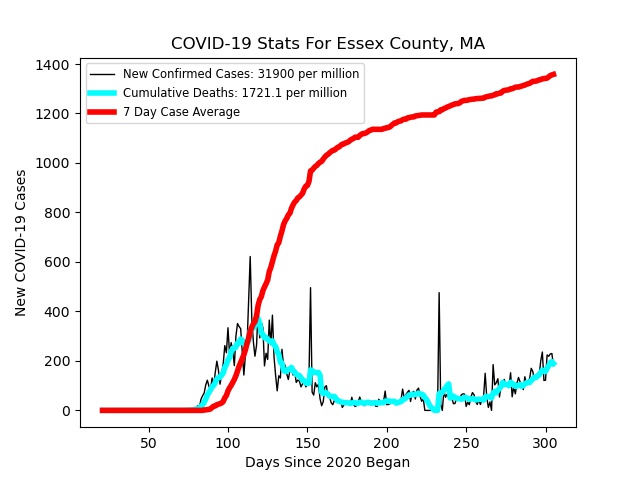 COVID-19 Stats For Essex County, MA
New Confirmed Cases: 31900 per million
Cumulative Deaths: 1721.1 per million
7 Day Case Average
1400
1200
1000
800
600
400
200
0
New COVID-19 Cases
50 100 150 200 250 300
Days Since 2020 Began